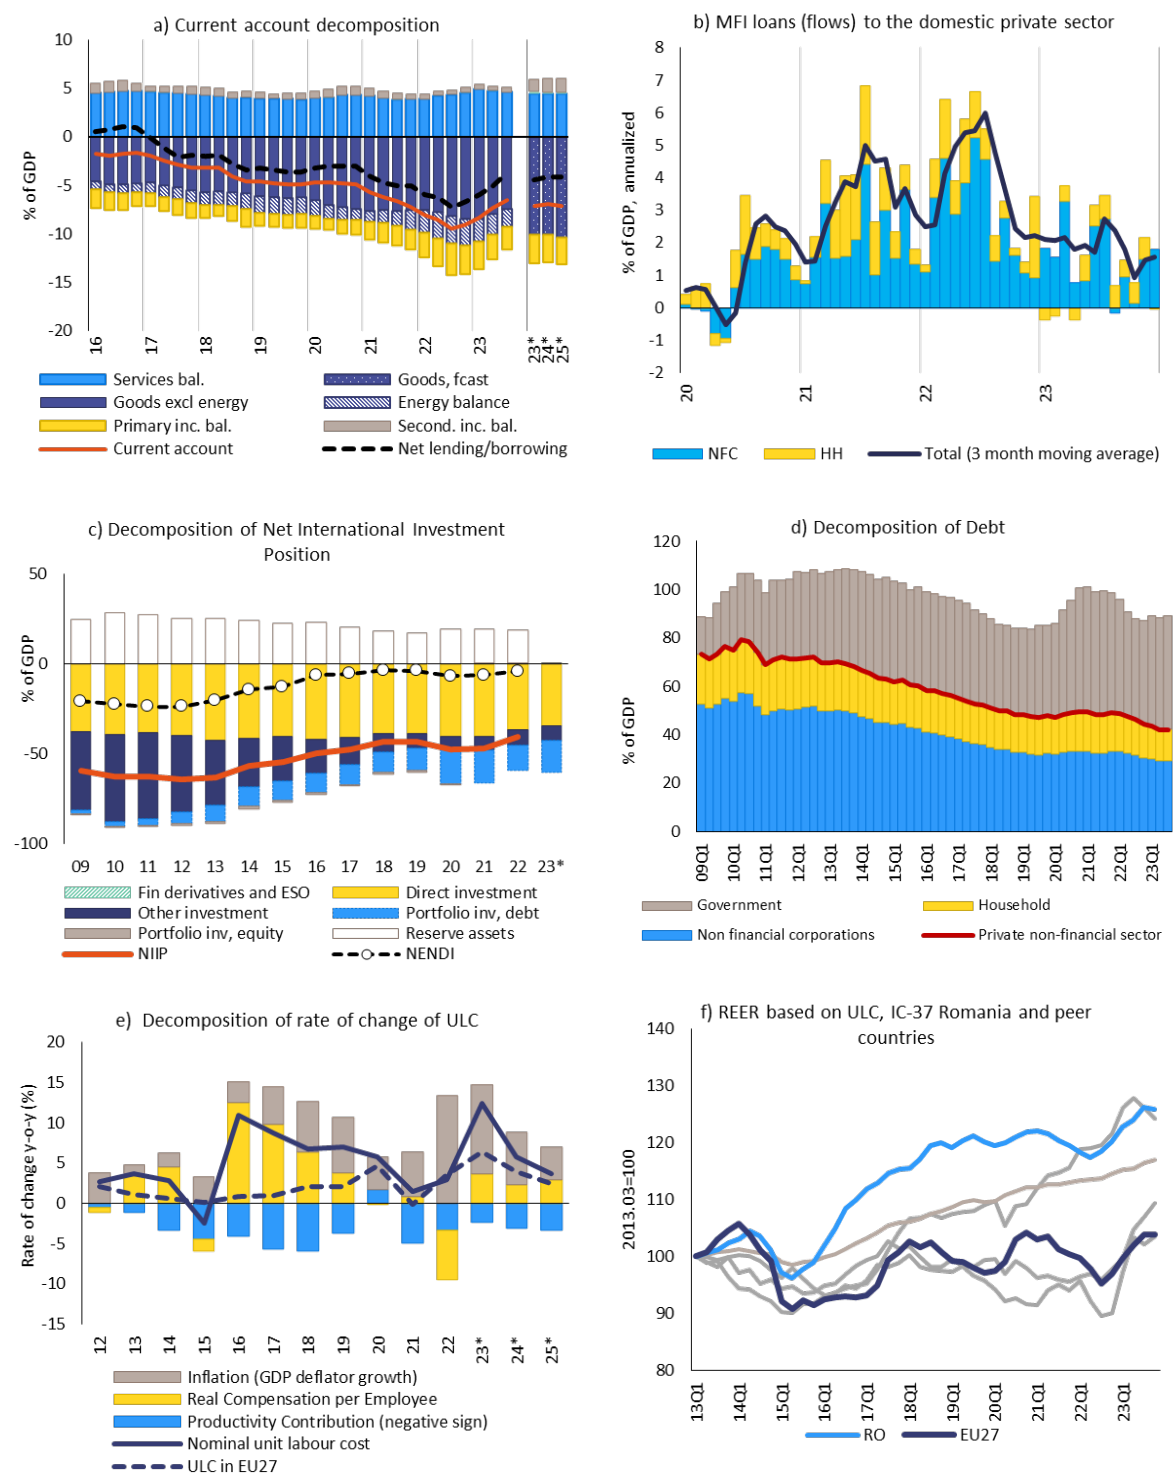 a) Current account decomposition
% of GDP
10
5
0
-5
-10
-15
-20
16
17
18
19
20
21
22
23
23*
24*
25*
Services bal.
Goods, fcast
Goods excl energy
Energy balance
Primary inc. bal.
Second. inc. bal.
Current account
Net lending/borrowing
b) MFI loans (flows) to the domestic private sector
% of GDP, annualized
8
7
6
5
4
3
2
1
0
-1
-2
20
21
22
23
NFC
HH
Total (3 month moving average)
c) Decomposition of Net International Investment
Position
% of GDP
50
0
-50
-100
09
10
11
12
13
14
15
16
17
18
19
20
21
22
23*
Fin derivatives and ESO
Direct investment
Other investment
Portfolio inv, debt
Portfolio inv, equity
Reserve assets
NIIP
NENDI
d) Decomposition of Debt
% of GDP
120
100
80
60
40
20
0
09Q1
10Q1
11Q1
12Q1
13Q1
14Q1
15Q1
16Q1
17Q1
18Q1
19Q1
20Q1
21Q1
22Q1
23Q1
Government
Household
Non financial corporations
Private non-financial sector
e) Decomposition of rate of change of ULC
Rate of change y-o-y (%)
20
15
10
5
0
-5
-10
-15
12
13
14
15
16
17
18
19
20
21
22
23*
24*
25*
Inflation (GDP deflator growth)
Real Compensation per Employee
Productivity Contribution (negative sign)
Nominal unit labour cost
ULC in EU27
f) REER based on ULC, IC-37 Romania and peer
countries
2013.03=100
140
130
120
110
100
90
80
13Q1
14Q1
15Q1
16Q1
17Q1
18Q1
19Q1
20Q1
21Q1
22Q1
23Q1
RO
EU27